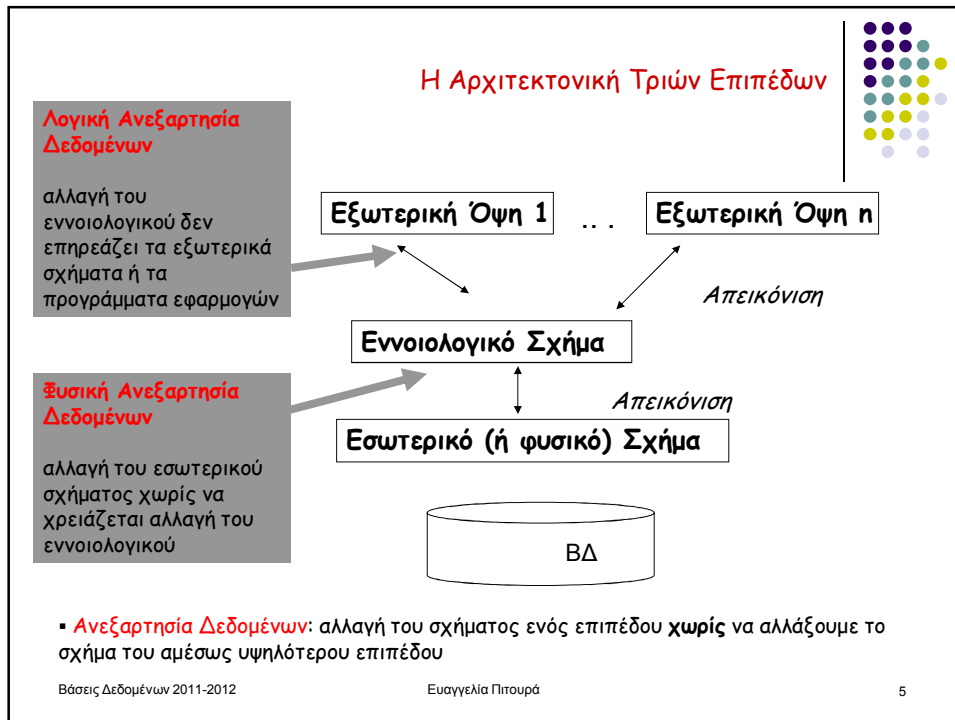 Η Αρχιτεκτονική Τριών Επιπέδων
Λογική Ανεξαρτησία
Δεδομένων
αλλαγή του
εννοιολογικού δεν
επηρεάζει τα εξωτερικά
σχήματα ή τα
προγράμματα εφαρμογών
Εξωτερική Όψη 1
.. .
Εξωτερική Όψη n
Απεικόνιση
Εννοιολογικό Σχήμα
Φυσική Ανεξαρτησία
Δεδομένων
αλλαγή του εσωτερικού
σχήματος χωρίς να
χρειάζεται αλλαγή του
εννοιολογικού
Απεικόνιση
Εσωτερικό (ή φυσικό) Σχήμα
ΒΔ
▪ Ανεξαρτησία Δεδομένων: αλλαγή του σχήματος ενός επιπέδου χωρίς να αλλάξουμε το
σχήμα του αμέσως υψηλότερου επιπέδου
Βάσεις Δεδομένων 2011-2012
Ευαγγελία Πιτουρά
5